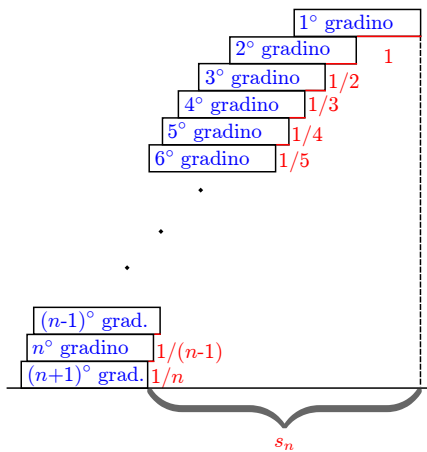 1° gradino
2° gradino
1
3° gradino
1/2
4° gradino
1/3
5° gradino
1/4
6° gradino
1/5
(n-1)° grad.
n° gradino
1/(n-1)
(n+1)° grad.
1/n
sₙ